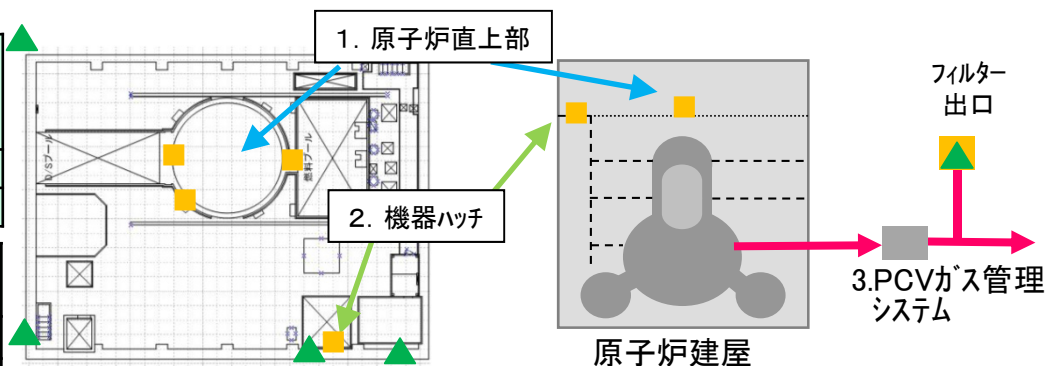 1. 原子炉直上部
D/Sプール
燃料プール
2. 機器ハッチ
フィルター
出口
3.PCVガス管理
システム
原子炉建屋